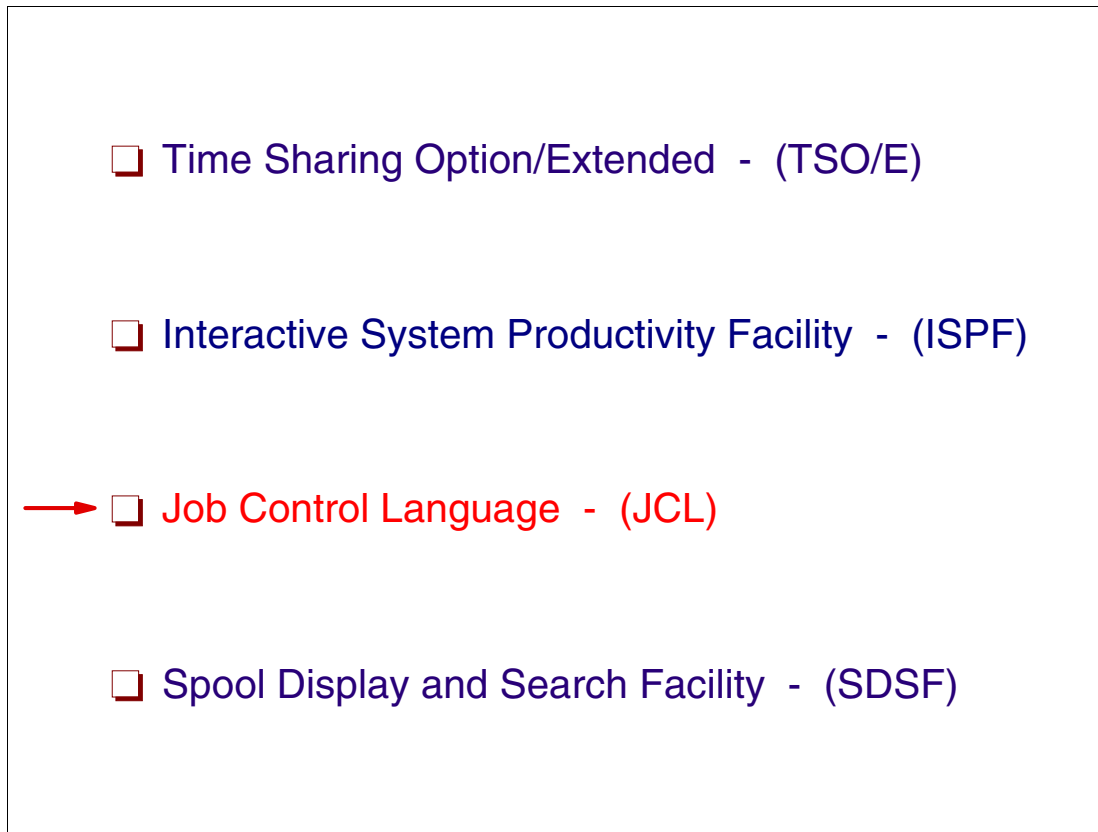 Time Sharing Option/Extended - (TSO/E)
Interactive System Productivity Facility - (ISPF)
Job Control Language - (JCL)
Spool Display and Search Facility - (SDSF)